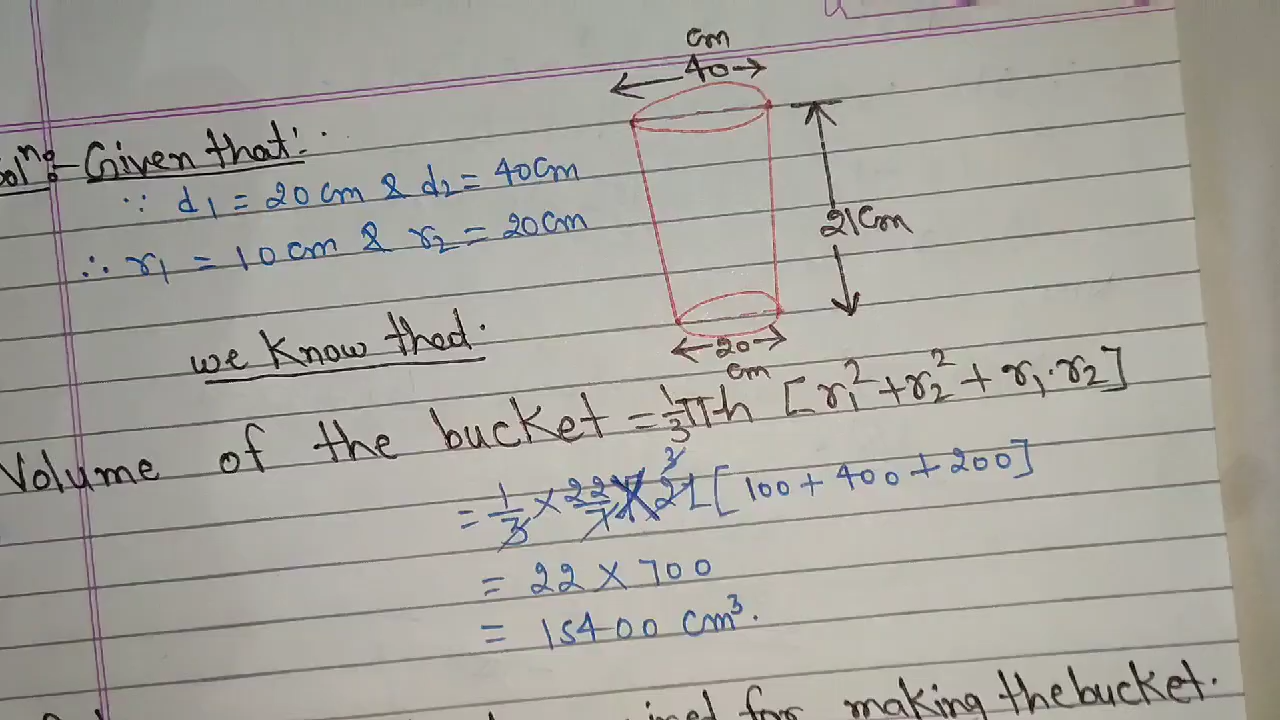 cm
40
Solⁿ:- Given that:-
∵ d₁ = 20 cm & d₂ = 40cm
21cm
∴ r₁ = 10 cm & r₂ = 20cm
we know thad.
20
cm
Volume of the bucket = 1/3 πh [r₁² + r₂² + r₁.r₂]
= 1/3 × 22/7 × 21 [100 + 400 + 200]
= 22 × 700
= 15400 cm³.
for making the bucket.